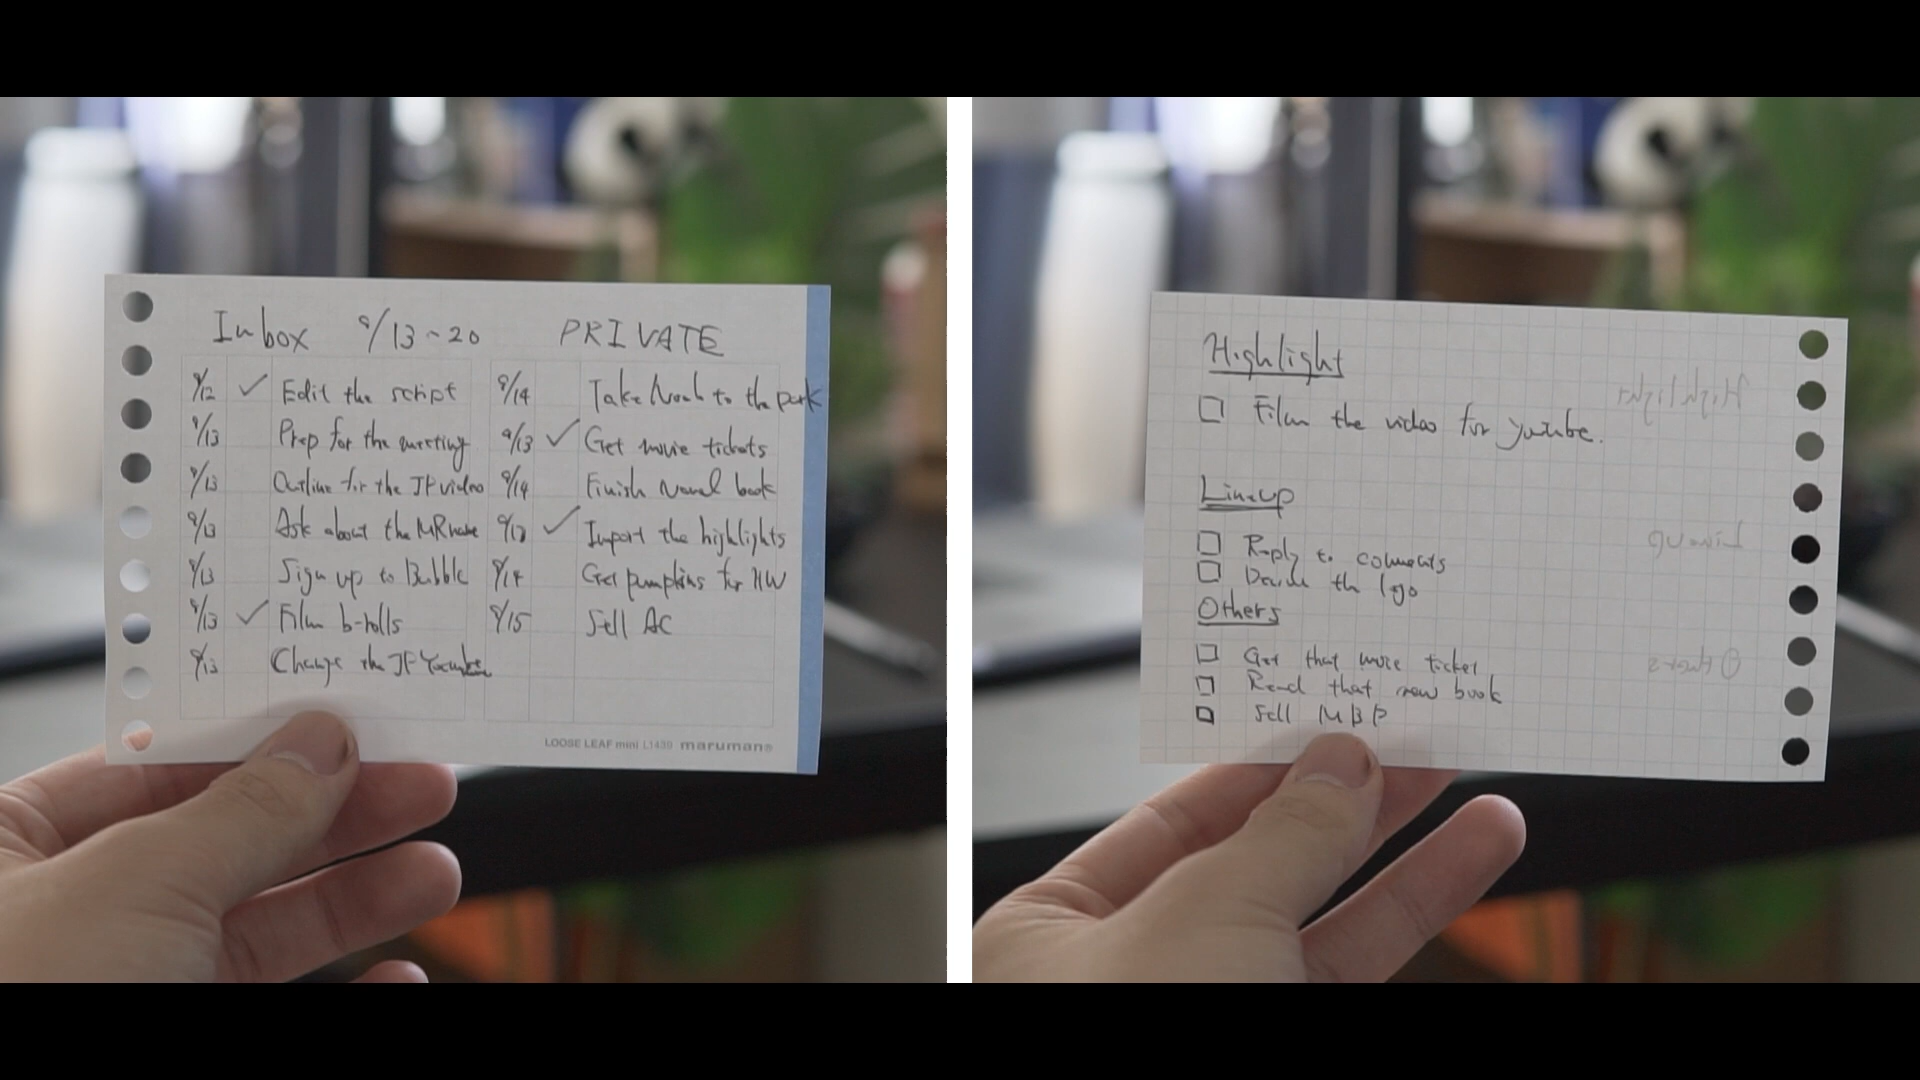 Inbox 9/13~20 PRIVATE
9/12 ✓ Edit the script
9/13 Prep for the meeting
9/13 Outline for the JP video
9/13 Ask about the MR
9/13 Sign up to Bubble
9/13 ✓ Film b-rolls
9/13 Change the JP Youtube
9/14 Take Noah to the park
9/13 ✓ Get movie tickets
9/14 Finish book
9/13 ✓ Import the highlights
9/14 Get pumpkins for HW
9/15 Sell AC
LOOSE LEAF mini L1430 maruman®
Highlight
☐ Film the video for youtube.
Lineup
☐ Reply to comments
☐ Decide the logo
Others
☐ Get that movie ticket
☐ Read that new book
☐ Sell MBP
Highlight
Lineup
Others